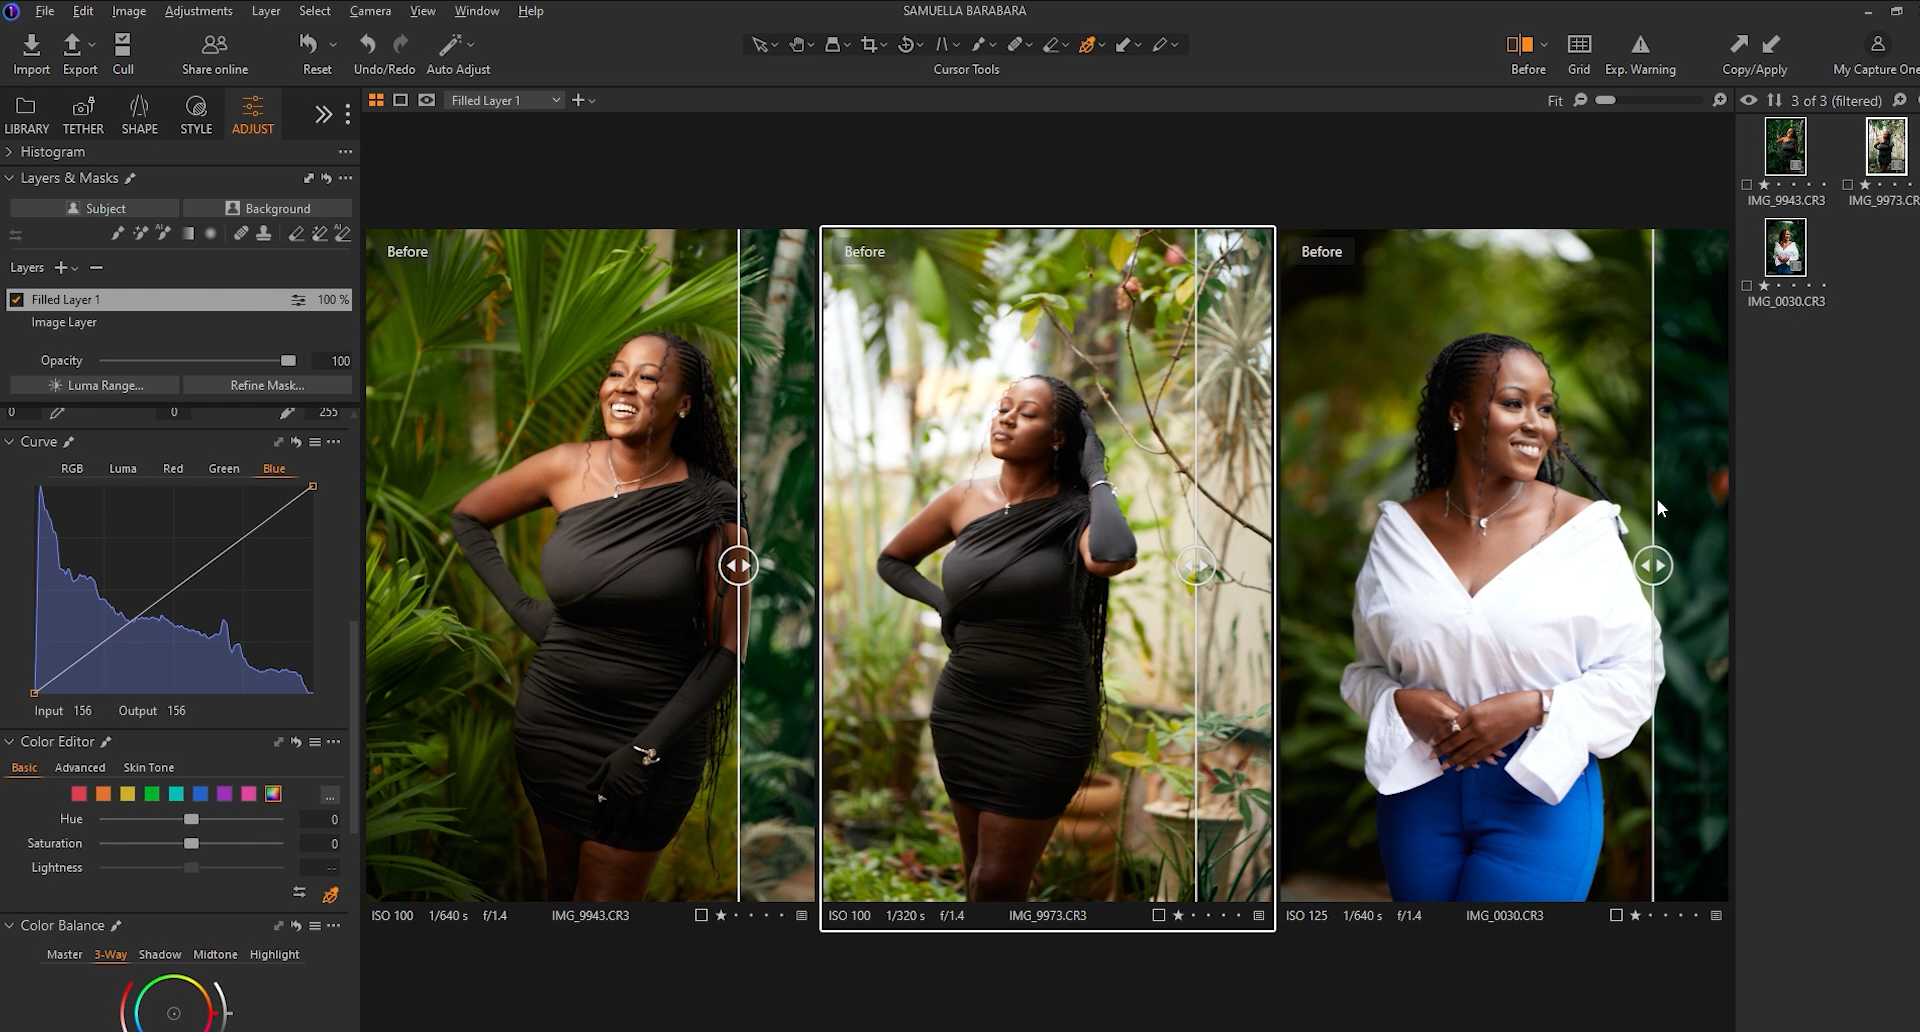 File Edit Image Adjustments Layer Select Camera View Window Help
SAMUELLA BARABARA
Import Export Cull Share online Reset Undo/Redo Auto Adjust Cursor Tools Before Grid Exp. Warning Copy/Apply My Capture One
LIBRARY TETHER SHAPE STYLE ADJUST
Filled Layer 1
Fit
3 of 3 (filtered)
Histogram
Layers & Masks
Subject Background
Layers
Filled Layer 1 100 %
Image Layer
Opacity 100
Luma Range... Refine Mask...
0 0 255
Curve
RGB Luma Red Green Blue
Input 156 Output 156
Color Editor
Basic Advanced Skin Tone
Hue 0
Saturation 0
Lightness --
Color Balance
Master 3-Way Shadow Midtone Highlight
Before
Before
Before
ISO 100 1/640 s f/1.4 IMG_9943.CR3
ISO 100 1/320 s f/1.4 IMG_9973.CR3
ISO 125 1/640 s f/1.4 IMG_0030.CR3
IMG_9943.CR3 IMG_9973.CR
IMG_0030.CR3